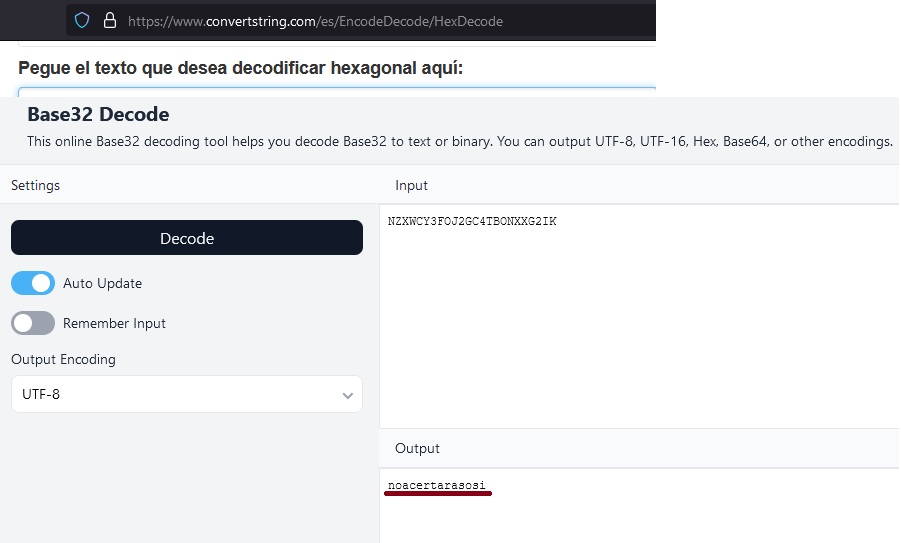 https://www.convertstring.com/es/EncodeDecode/HexDecode
Pegue el texto que desea decodificar hexagonal aquí:
Base32 Decode
This online Base32 decoding tool helps you decode Base32 to text or binary. You can output UTF-8, UTF-16, Hex, Base64, or other encodings.
Settings
Decode
Auto Update
Remember Input
Output Encoding
UTF-8
Input
NZXWCY3FOJ2GC4TBONXXG2IK
Output
noacertarasosi